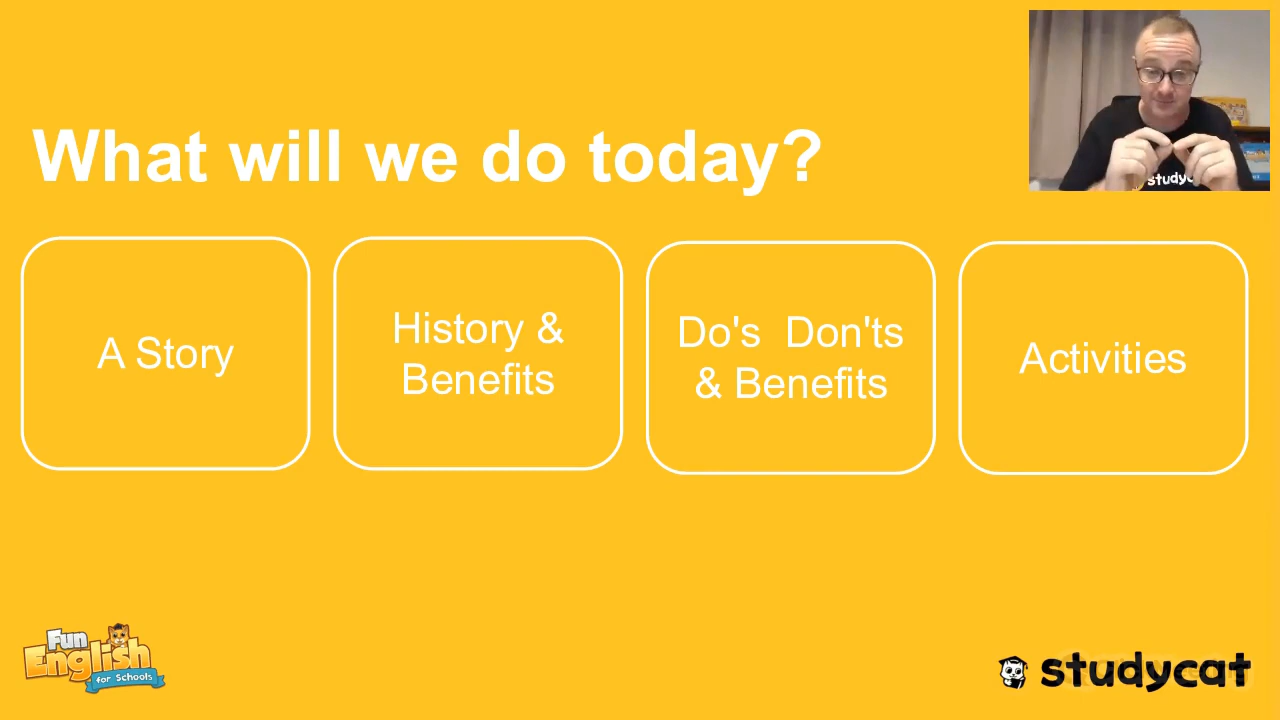 What will we do today?
A Story
History &
Benefits
Do's  Don'ts
& Benefits
Activities
Fun
English
for Schools
studycat